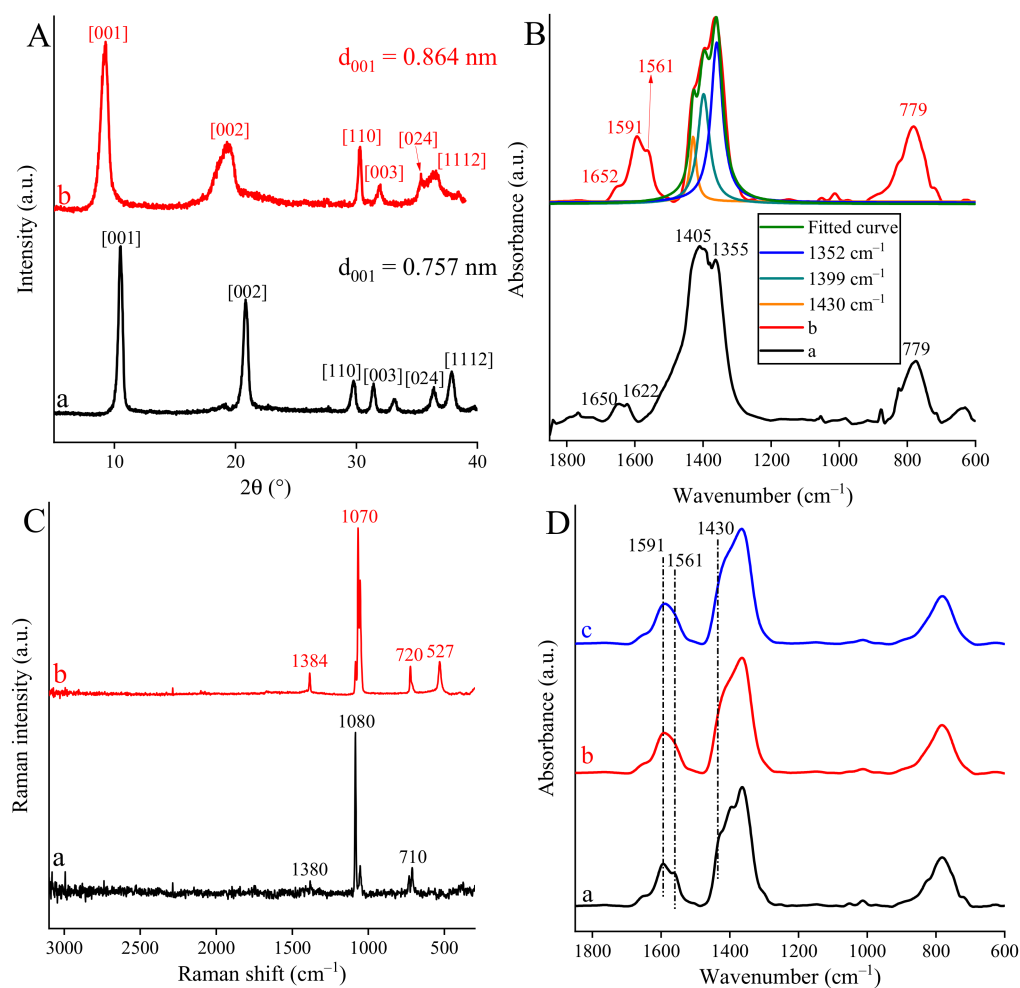 A
[001]
d001 = 0.864 nm
[002]
[110]
[024]
[003]
[1112]
b
[001]
d001 = 0.757 nm
[002]
[110]
[003]
[024]
[1112]
a
Intensity (a.u.)
10
20
30
40
2θ (°)
B
1561
1591
1652
779
Fitted curve
1352 cm–1
1399 cm–1
1430 cm–1
b
a
1405
1355
1650
1622
779
Absorbance (a.u.)
1800
1600
1400
1200
1000
800
600
Wavenumber (cm–1)
C
1070
1384
720
527
b
1080
1380
710
a
Raman intensity (a.u.)
3000
2500
2000
1500
1000
500
Raman shift (cm–1)
D
1430
1591
1561
c
b
a
Absorbance (a.u.)
1800
1600
1400
1200
1000
800
600
Wavenumber (cm–1)